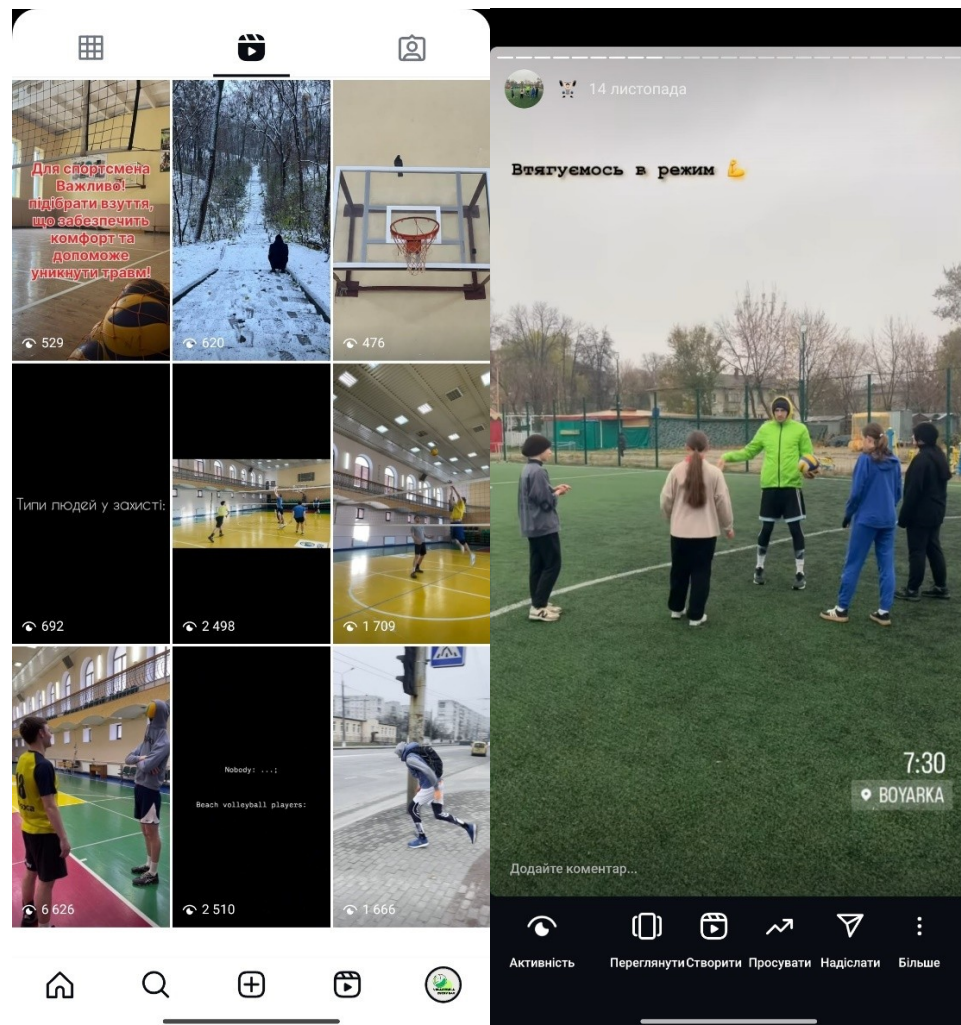 Для спортсмена
Важливо!
підібрати взуття,
що забезпечить
комфорт та
допоможе
уникнути травм!
529
620
476
Типи людей у захисті:
692
2 498
1 709
18
6 626
Nobody: ...;
Beach volleyball players:
2 510
1 666
14 листопада
Втягуємось в режим
7:30
BOYARKA
Додайте коментар...
Активність
Переглянути
Створити
Просувати
Надіслати
Більше